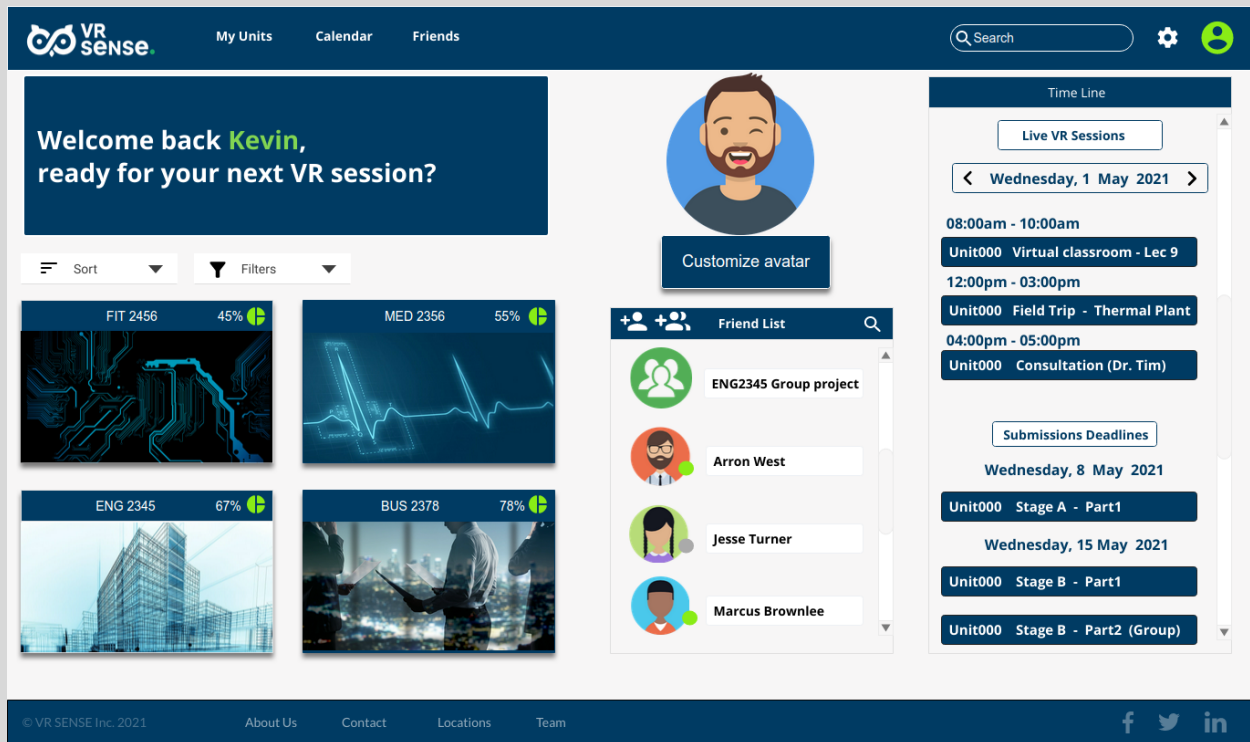 VR
sense.
My Units
Calendar
Friends
Search
Welcome back Kevin,
ready for your next VR session?
Sort
Filters
FIT 2456
45%
MED 2356
55%
ENG 2345
67%
BUS 2378
78%
Customize avatar
Friend List
ENG2345 Group project
Arron West
Jesse Turner
Marcus Brownlee
Time Line
Live VR Sessions
Wednesday, 1 May 2021
08:00am - 10:00am
Unit000 Virtual classroom - Lec 9
12:00pm - 03:00pm
Unit000 Field Trip - Thermal Plant
04:00pm - 05:00pm
Unit000 Consultation (Dr. Tim)
Submissions Deadlines
Wednesday, 8 May 2021
Unit000 Stage A - Part1
Wednesday, 15 May 2021
Unit000 Stage B - Part1
Unit000 Stage B - Part2 (Group)
© VR SENSE Inc. 2021
About Us
Contact
Locations
Team